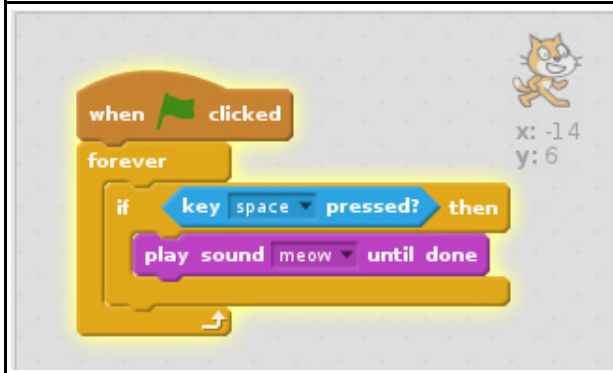 when clicked
x: -14
forever
y: 6
if key space pressed? then
play sound meow until done